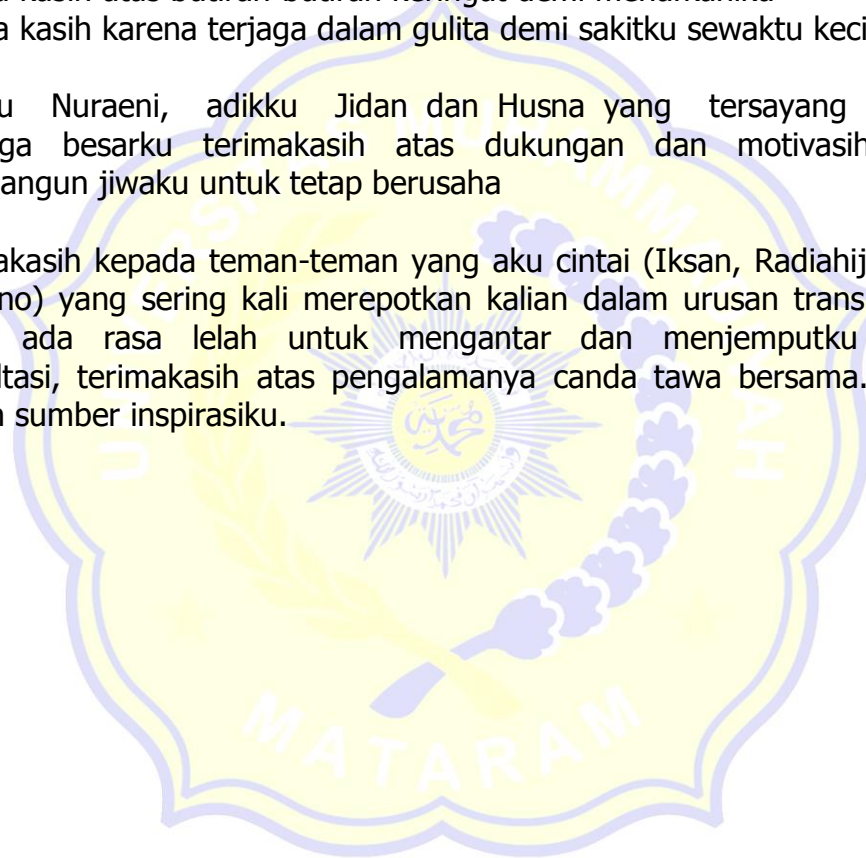 kasih atas butiran-butiran keringat demi menafkahiku
a kasih karena terjaga dalam gulita demi sakitku sewaktu keci
u Nuraeni, adikku Jidan dan Husna yang tersayang
ga besarku terimakasih atas dukungan dan motivasih
angun jiwaku untuk tetap berusaha
akasih kepada teman-teman yang aku cintai (Iksan, Radiahij
no) yang sering kali merepotkan kalian dalam urusan trans
ada rasa lelah untuk mengantar dan menjemputku
ltasi, terimakasih atas pengalamanya canda tawa bersama.
n sumber inspirasiku.
UNIVERSITAS MUHAMMADIYAH
MATARAM